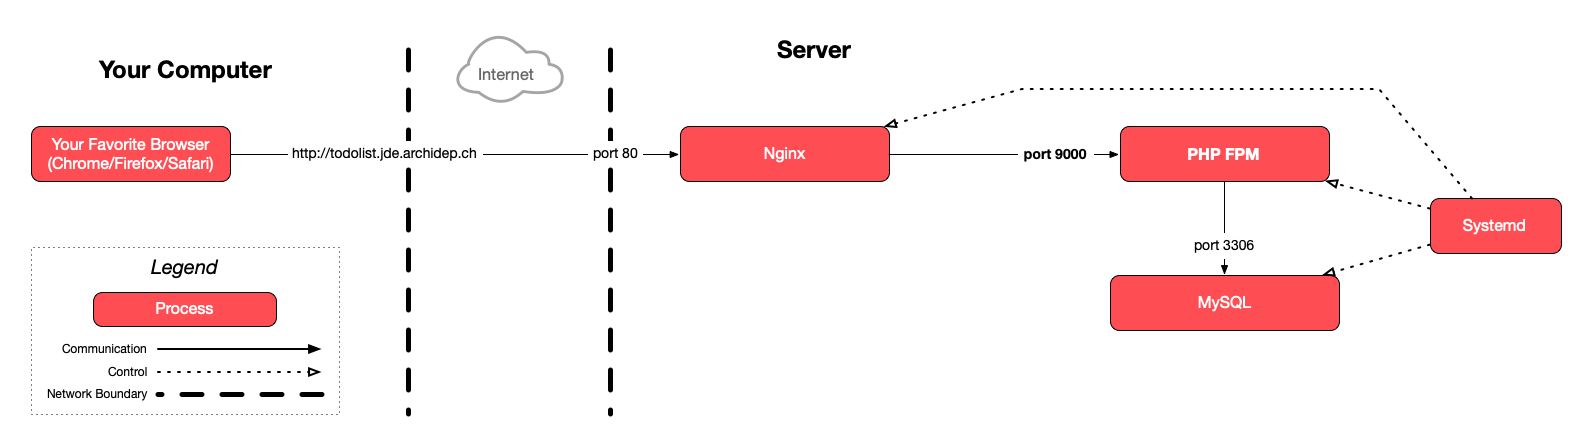 Your Computer
Internet
Server
Your Favorite Browser
(Chrome/Firefox/Safari)
http://todolist.jde.archidep.ch
port 80
Nginx
port 9000
PHP FPM
Systemd
port 3306
MySQL
Legend
Process
Communication
Control
Network Boundary